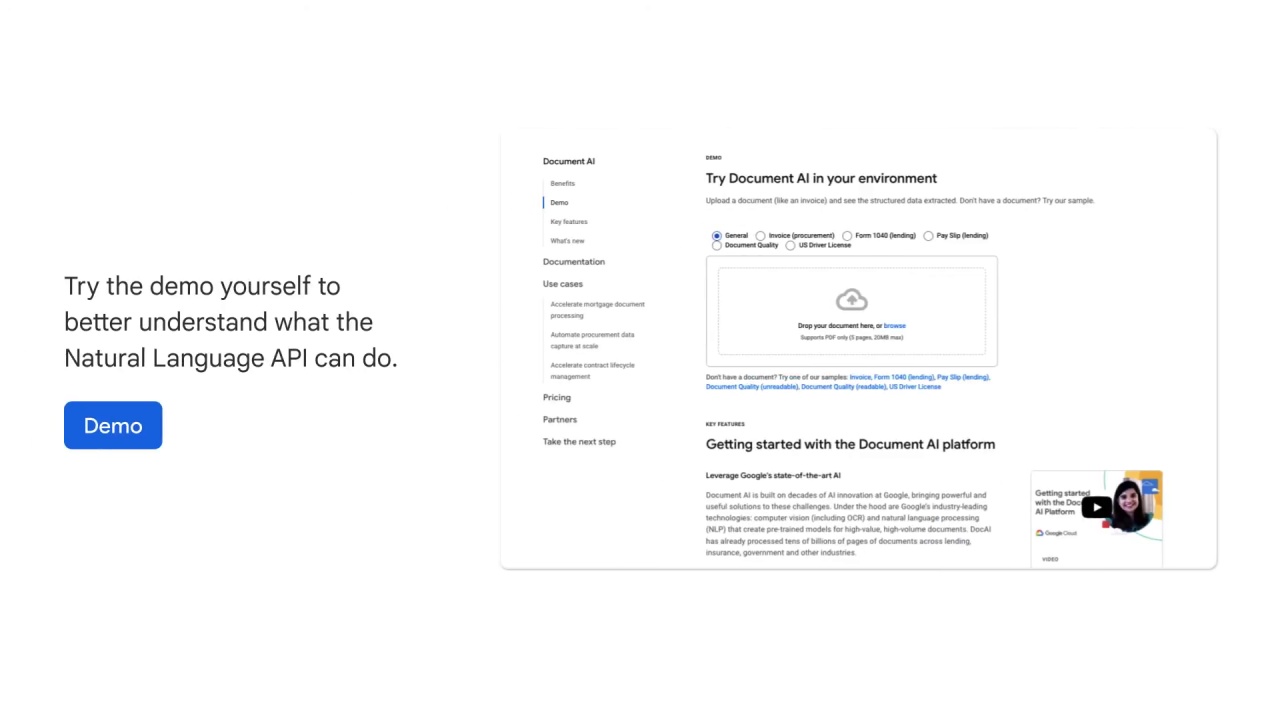 Try the demo yourself to
better understand what the
Natural Language API can do.
Demo
Document AI
Benefits
Demo
Key features
What's new
Documentation
Use cases
Accelerate mortgage document
processing
Automate procurement data
capture at scale
Accelerate contract lifecycle
management
Pricing
Partners
Take the next step
DEMO
Try Document AI in your environment
Upload a document (like an invoice) and see the structured data extracted. Don't have a document? Try our sample.
General Invoice (procurement) Form 1040 (lending) Pay Slip (lending)
Document Quality US Driver License
Drop your document here, or browse
Supports PDF only (5 pages, 20MB max)
Don't have a document? Try one of our samples: Invoice, Form 1040 (lending), Pay Slip (lending),
Document Quality (unreadable), Document Quality (readable), US Driver License
KEY FEATURES
Getting started with the Document AI platform
Leverage Google's state-of-the-art AI
Document AI is built on decades of AI innovation at Google, bringing powerful and
useful solutions to these challenges. Under the hood are Google's industry-leading
technologies: computer vision (including OCR) and natural language processing
(NLP) that create pre-trained models for high-value, high-volume documents. DocAI
has already processed tens of billions of pages of documents across lending,
insurance, government and other industries.
Getting started
with the Doc
AI Platform
Google Cloud
VIDEO